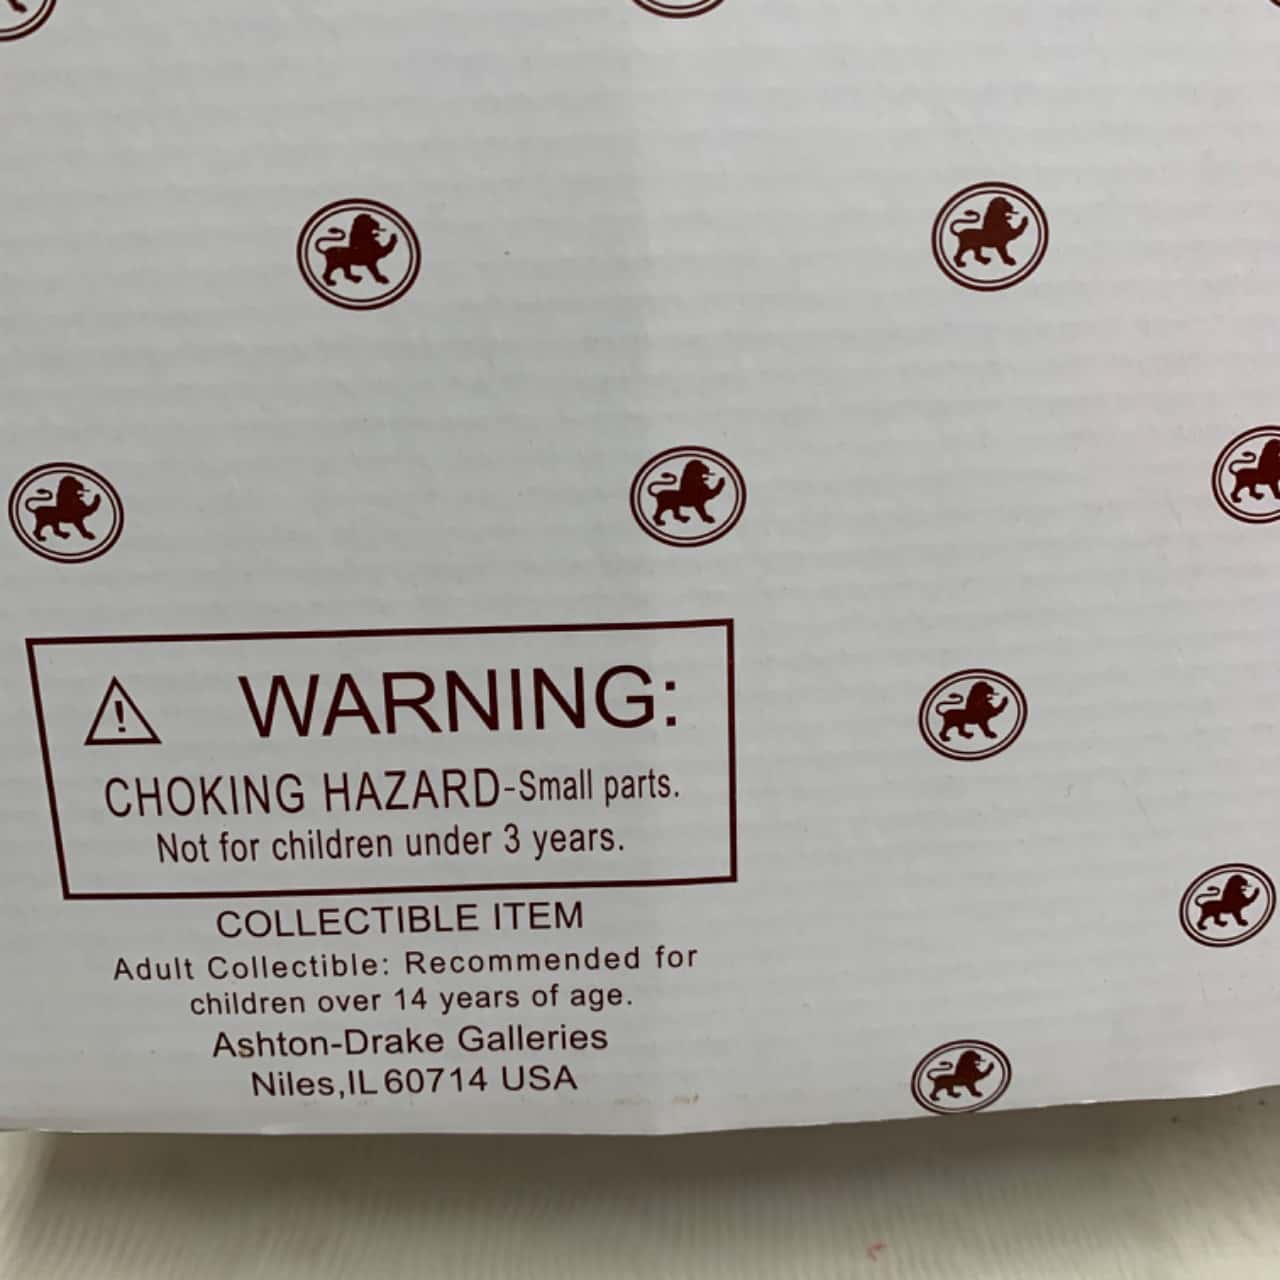 WARNING:
CHOKING HAZARD-Small parts.
Not for children under 3 years.
COLLECTIBLE ITEM
Adult Collectible: Recommended for
children over 14 years of age.
Ashton-Drake Galleries
Niles,IL 60714 USA